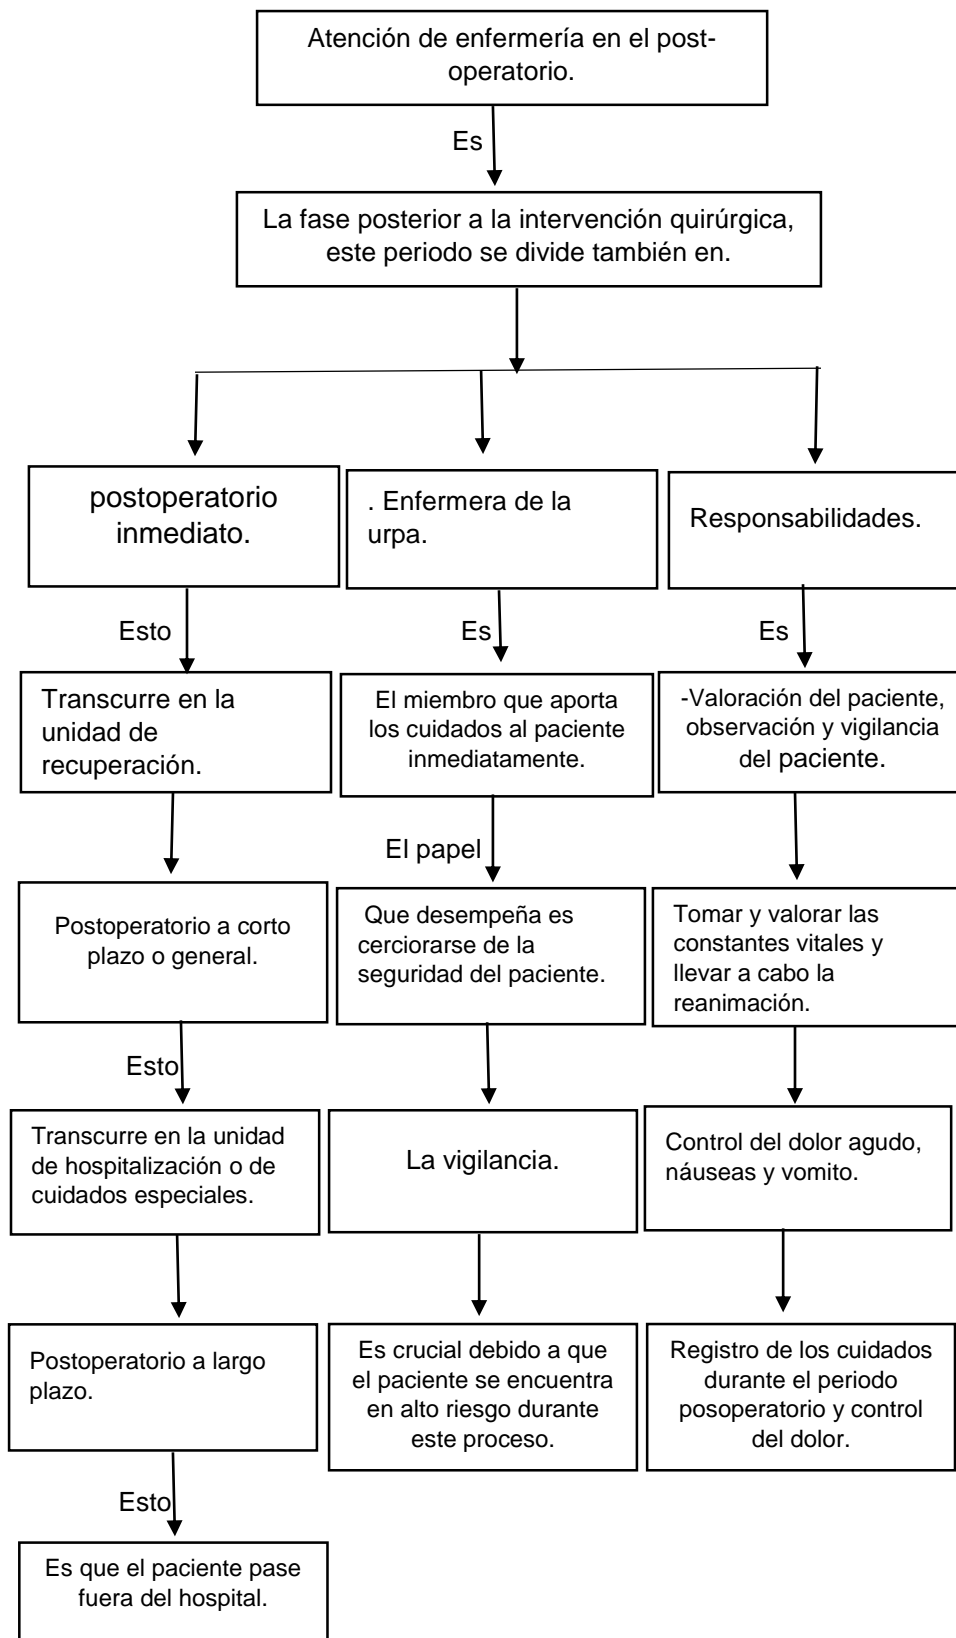 Atención de enfermería en el post-
operatorio.
Es
La fase posterior a la intervención quirúrgica,
este periodo se divide también en.
postoperatorio
inmediato.
Esto
Transcurre en la
unidad de
recuperación.
Postoperatorio a corto
plazo o general.
Esto
Transcurre en la unidad
de hospitalización o de
cuidados especiales.
Postoperatorio a largo
plazo.
Esto
Es que el paciente pase
fuera del hospital.
. Enfermera de la
urpa.
Es
El miembro que aporta
los cuidados al paciente
inmediatamente.
El papel
Que desempeña es
cerciorarse de la
seguridad del paciente.
La vigilancia.
Es crucial debido a que
el paciente se encuentra
en alto riesgo durante
este proceso.
Responsabilidades.
Es
-Valoración del paciente,
observación y vigilancia
del paciente.
Tomar y valorar las
constantes vitales y
llevar a cabo la
reanimación.
Control del dolor agudo,
náuseas y vomito.
Registro de los cuidados
durante el periodo
posoperatorio y control
del dolor.